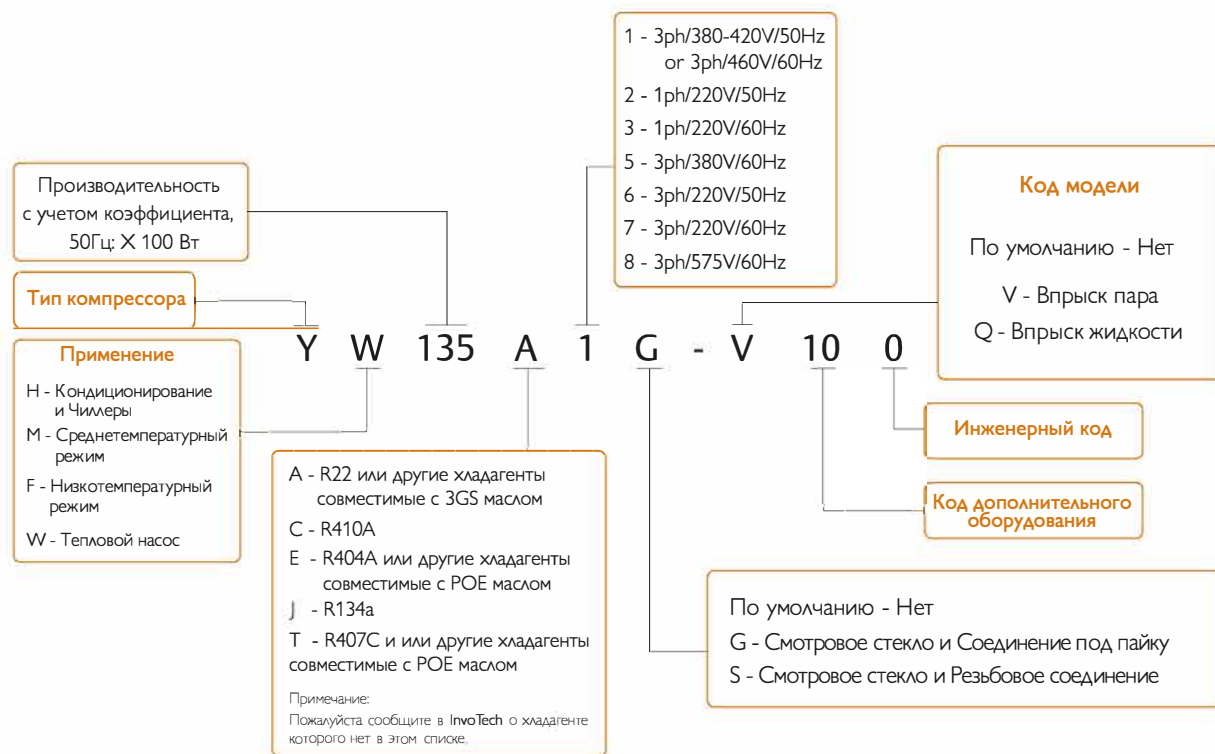 1 - 3ph/380-420V/50Hz
or 3ph/460V/60Hz
2 - 1ph/220V/50Hz
3 - 1ph/220V/60Hz
5 - 3ph/380V/60Hz
6 - 3ph/220V/50Hz
7 - 3ph/220V/60Hz
8 - 3ph/575V/60Hz
Производительность
с учетом коэффициента,
50Гц: X 100 Вт
Тип компрессора
Код модели
По умолчанию - Нет
V - Впрыск пара
Q - Впрыск жидкости
Y W 135 A 1 G - V 10 0
Применение
H - Кондиционирование
и Чиллеры
M - Среднетемпературный
режим
F - Низкотемпературный
режим
W - Тепловой насос
A - R22 или другие хладагенты
совместимые с 3GS маслом
C - R410A
E - R404A или другие хладагенты
совместимые с POE маслом
J - R134a
T - R407C и или другие хладагенты
совместимые с POE маслом
Примечание:
Пожалуйста сообщите в InvoTech о хладагенте
которого нет в этом списке.
Инженерный код
Код дополнительного
оборудования
По умолчанию - Нет
G - Смотровое стекло и Соединение под пайку
S - Смотровое стекло и Резьбовое соединение